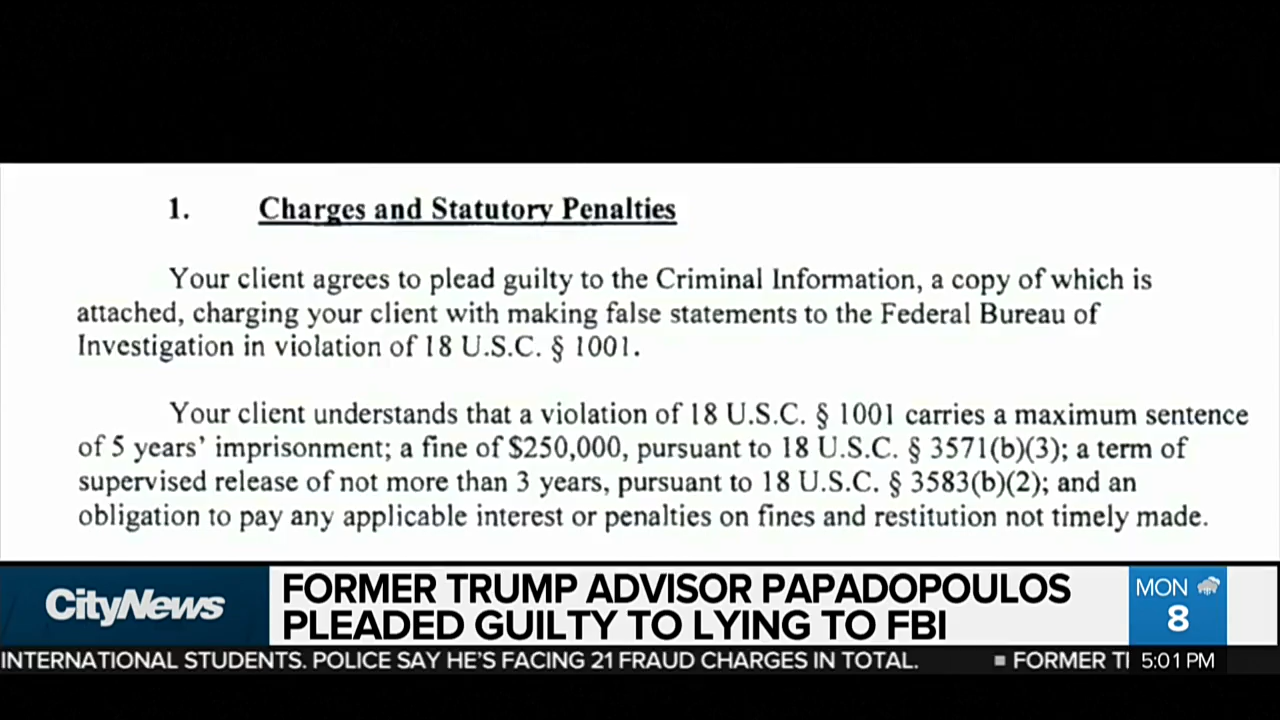 1. Charges and Statutory Penalties
Your client agrees to plead guilty to the Criminal Information, a copy of which is
attached, charging your client with making false statements to the Federal Bureau of
Investigation in violation of 18 U.S.C. § 1001.
Your client understands that a violation of 18 U.S.C. § 1001 carries a maximum sentence
of 5 years' imprisonment; a fine of $250,000, pursuant to 18 U.S.C. § 3571(b)(3); a term of
supervised release of not more than 3 years, pursuant to 18 U.S.C. § 3583(b)(2); and an
obligation to pay any applicable interest or penalties on fines and restitution not timely made.
CityNews
FORMER TRUMP ADVISOR PAPADOPOULOS
PLEADED GUILTY TO LYING TO FBI
MON
8
INTERNATIONAL STUDENTS. POLICE SAY HE'S FACING 21 FRAUD CHARGES IN TOTAL. ■ FORMER
5:01 PM